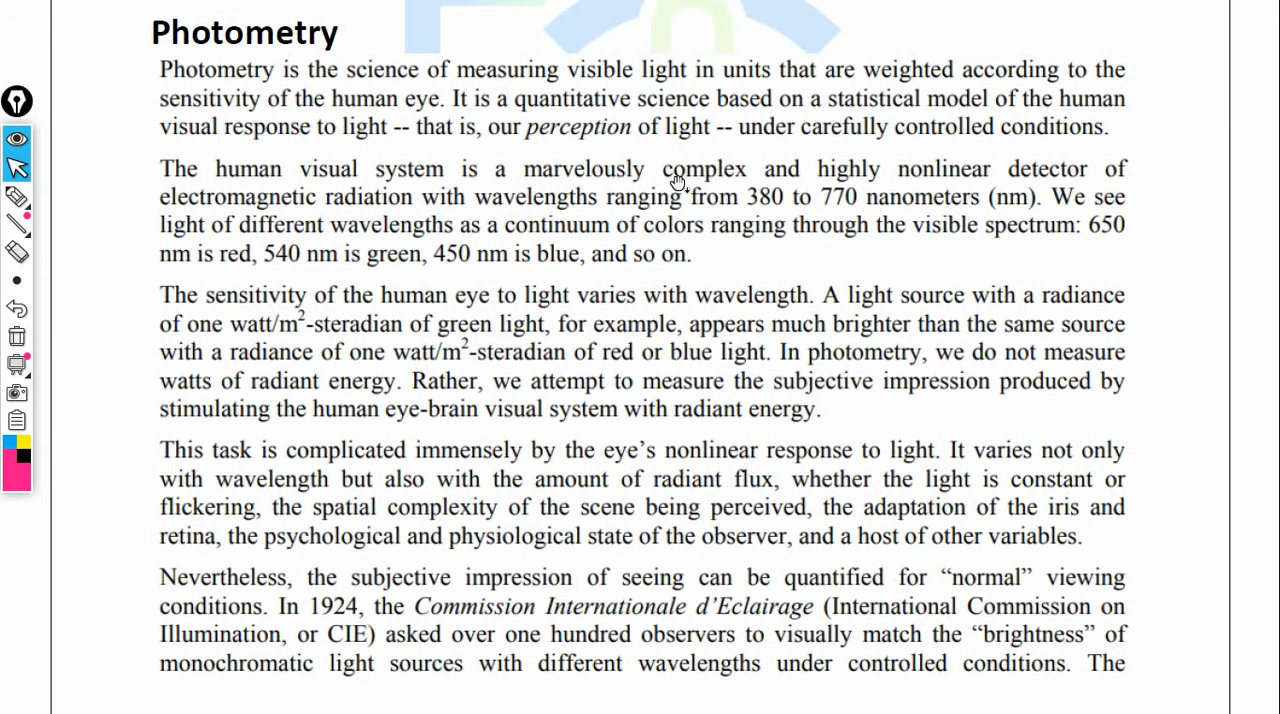 Photometry
Photometry is the science of measuring visible light in units that are weighted according to the
sensitivity of the human eye. It is a quantitative science based on a statistical model of the human
visual response to light -- that is, our perception of light -- under carefully controlled conditions.
The human visual system is a marvelously complex and highly nonlinear detector of
electromagnetic radiation with wavelengths ranging from 380 to 770 nanometers (nm). We see
light of different wavelengths as a continuum of colors ranging through the visible spectrum: 650
nm is red, 540 nm is green, 450 nm is blue, and so on.
The sensitivity of the human eye to light varies with wavelength. A light source with a radiance
of one watt/m²-steradian of green light, for example, appears much brighter than the same source
with a radiance of one watt/m²-steradian of red or blue light. In photometry, we do not measure
watts of radiant energy. Rather, we attempt to measure the subjective impression produced by
stimulating the human eye-brain visual system with radiant energy.
This task is complicated immensely by the eye’s nonlinear response to light. It varies not only
with wavelength but also with the amount of radiant flux, whether the light is constant or
flickering, the spatial complexity of the scene being perceived, the adaptation of the iris and
retina, the psychological and physiological state of the observer, and a host of other variables.
Nevertheless, the subjective impression of seeing can be quantified for “normal” viewing
conditions. In 1924, the Commission Internationale d’Eclairage (International Commission on
Illumination, or CIE) asked over one hundred observers to visually match the “brightness” of
monochromatic light sources with different wavelengths under controlled conditions. The